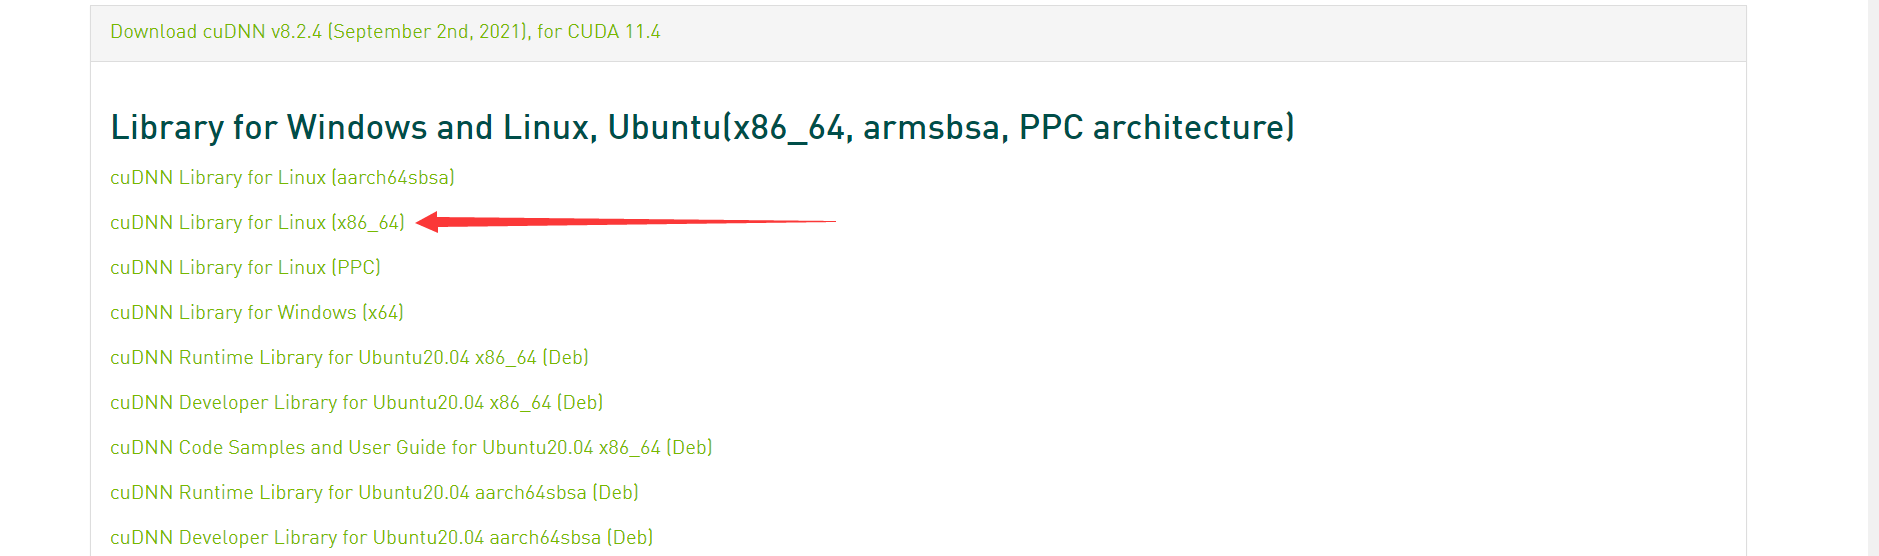 Download cuDNN v8.2.4 (September 2nd, 2021), for CUDA 11.4
Library for Windows and Linux, Ubuntu(x86_64, armsbsa, PPC architecture)
cuDNN Library for Linux (aarch64sbsa)
cuDNN Library for Linux (x86_64)
cuDNN Library for Linux (PPC)
cuDNN Library for Windows (x64)
cuDNN Runtime Library for Ubuntu20.04 x86_64 (Deb)
cuDNN Developer Library for Ubuntu20.04 x86_64 (Deb)
cuDNN Code Samples and User Guide for Ubuntu20.04 x86_64 (Deb)
cuDNN Runtime Library for Ubuntu20.04 aarch64sbsa (Deb)
cuDNN Developer Library for Ubuntu20.04 aarch64sbsa (Deb)